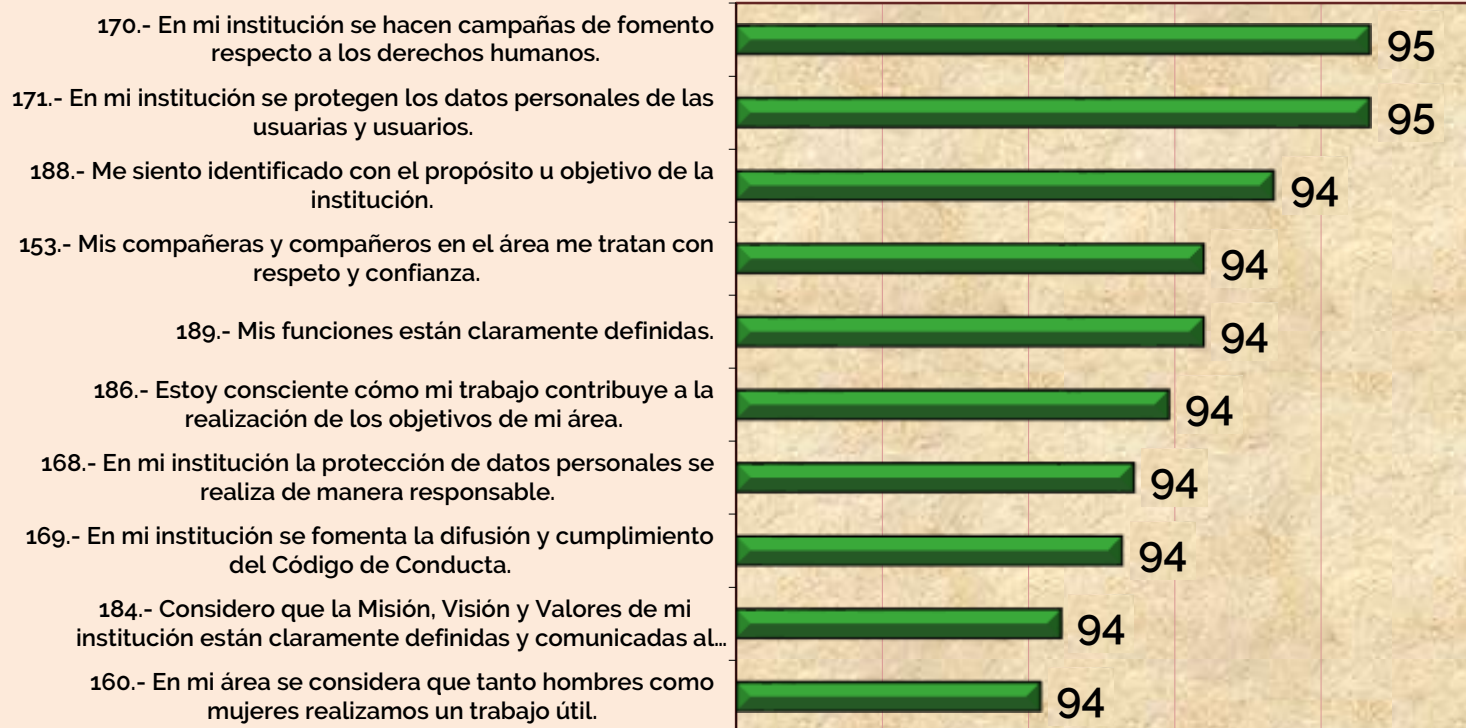 170.- En mi institución se hacen campañas de fomento
respecto a los derechos humanos.
95
171.- En mi institución se protegen los datos personales de las
usuarias y usuarios.
95
188.- Me siento identificado con el propósito u objetivo de la
institución.
94
153.- Mis compañeras y compañeros en el área me tratan con
respeto y confianza.
94
189.- Mis funciones están claramente definidas.
94
186.- Estoy consciente cómo mi trabajo contribuye a la
realización de los objetivos de mi área.
94
168.- En mi institución la protección de datos personales se
realiza de manera responsable.
94
169.- En mi institución se fomenta la difusión y cumplimiento
del Código de Conducta.
94
184.- Considero que la Misión, Visión y Valores de mi
institución están claramente definidas y comunicadas al...
94
160.- En mi área se considera que tanto hombres como
mujeres realizamos un trabajo útil.
94